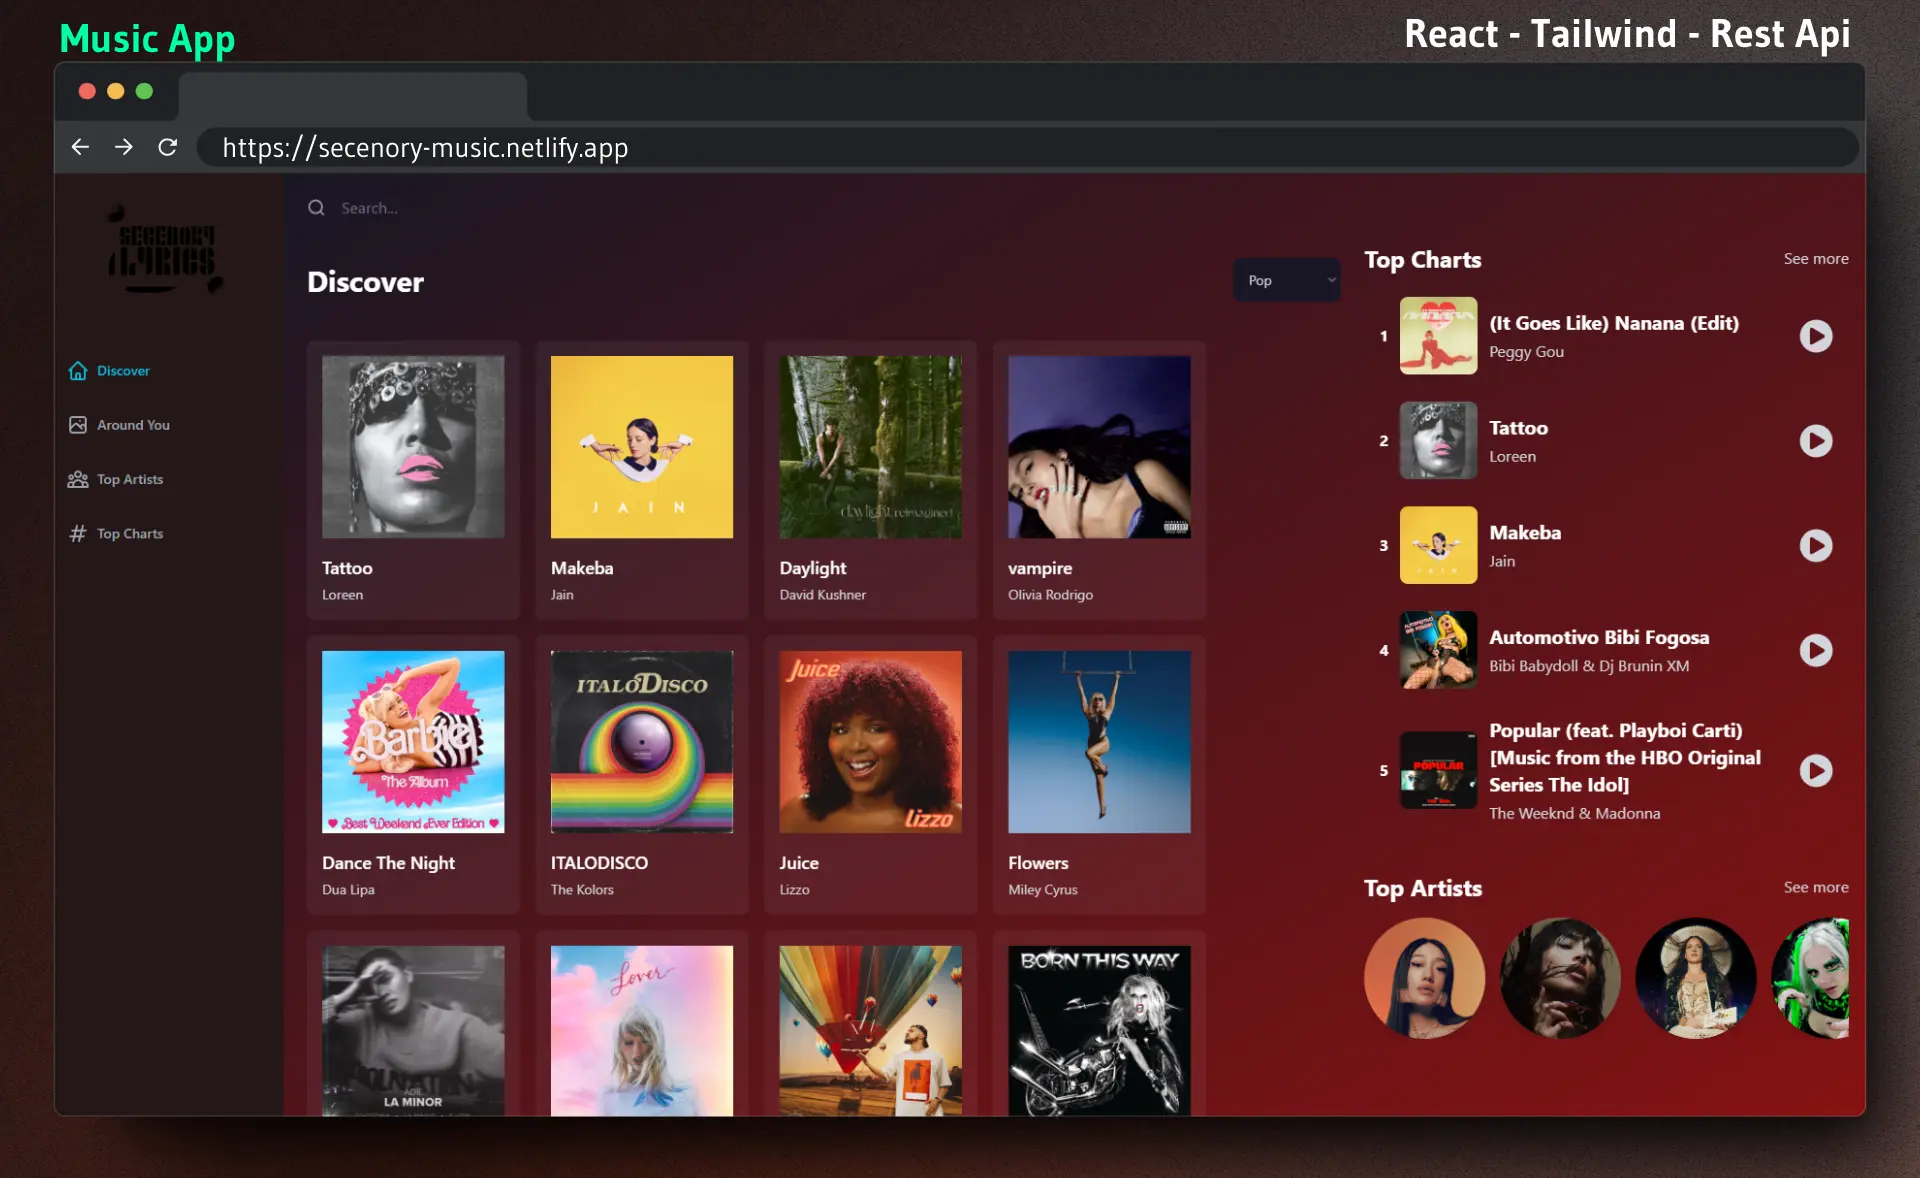 Music App
React - Tailwind - Rest Api
https://secenory-music.netlify.app
SECENORY
LYRICS
Search...
Discover
Around You
Top Artists
Top Charts
Discover
Pop
Tattoo
Loreen
JAIN
Makeba
Jain
daylight reimagined
Daylight
David Kushner
vampire
Olivia Rodrigo
Barbie
The Album
Best Weekend Ever Edition
Dance The Night
Dua Lipa
ITALODISCO
ITALODISCO
The Kolors
Juice
lizzo
Juice
Lizzo
Flowers
Miley Cyrus
LA MINOR
Lover
BORN THIS WAY
Top Charts
See more
1
(It Goes Like) Nanana (Edit)
Peggy Gou
2
Tattoo
Loreen
3
Makeba
Jain
4
Automotivo Bibi Fogosa
Bibi Babydoll & Dj Brunin XM
5
POPULAR
Popular (feat. Playboi Carti)
[Music from the HBO Original
Series The Idol]
The Weeknd & Madonna
Top Artists
See more